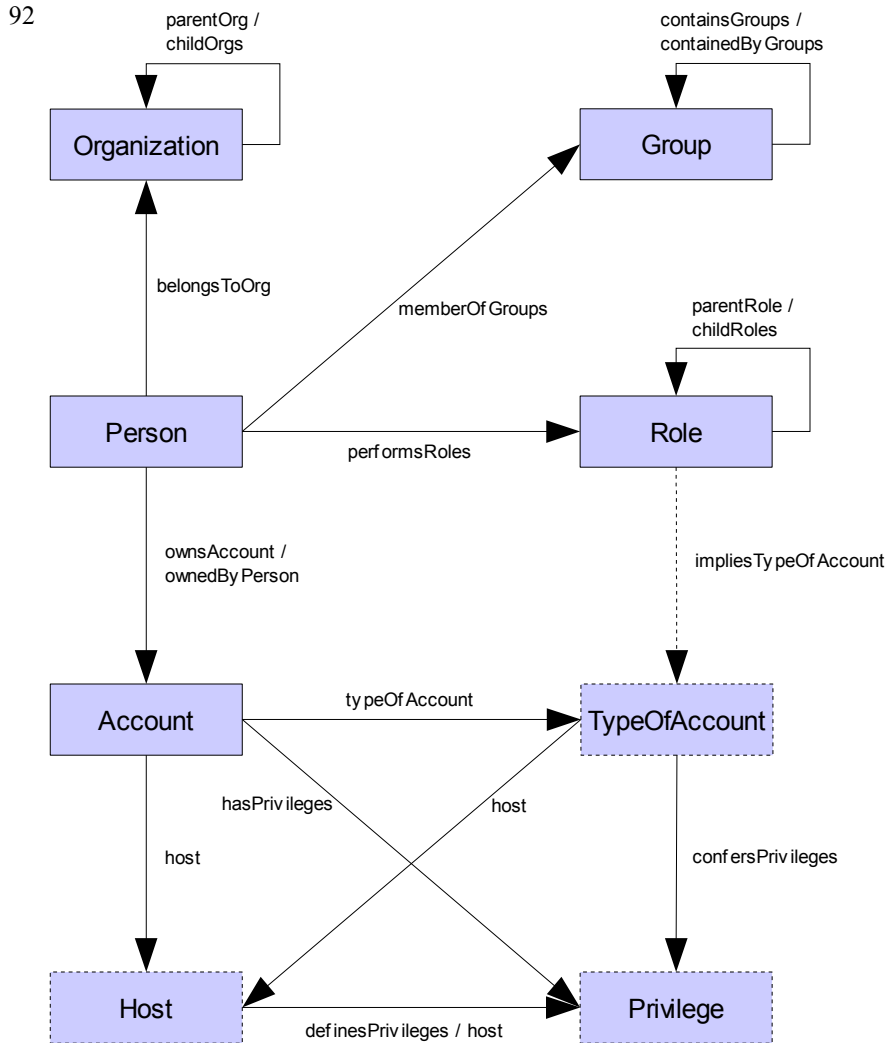 92
parentOrg /
childOrgs
containsGroups /
containedByGroups
Organization
Group
belongsToOrg
memberOfGroups
parentRole /
childRoles
Person
Role
performsRoles
ownsAccount /
ownedByPerson
impliesTypeOfAccount
Account
typeOfAccount
TypeOfAccount
hasPrivileges
host
host
confersPrivileges
Host
Privilege
definesPrivileges / host